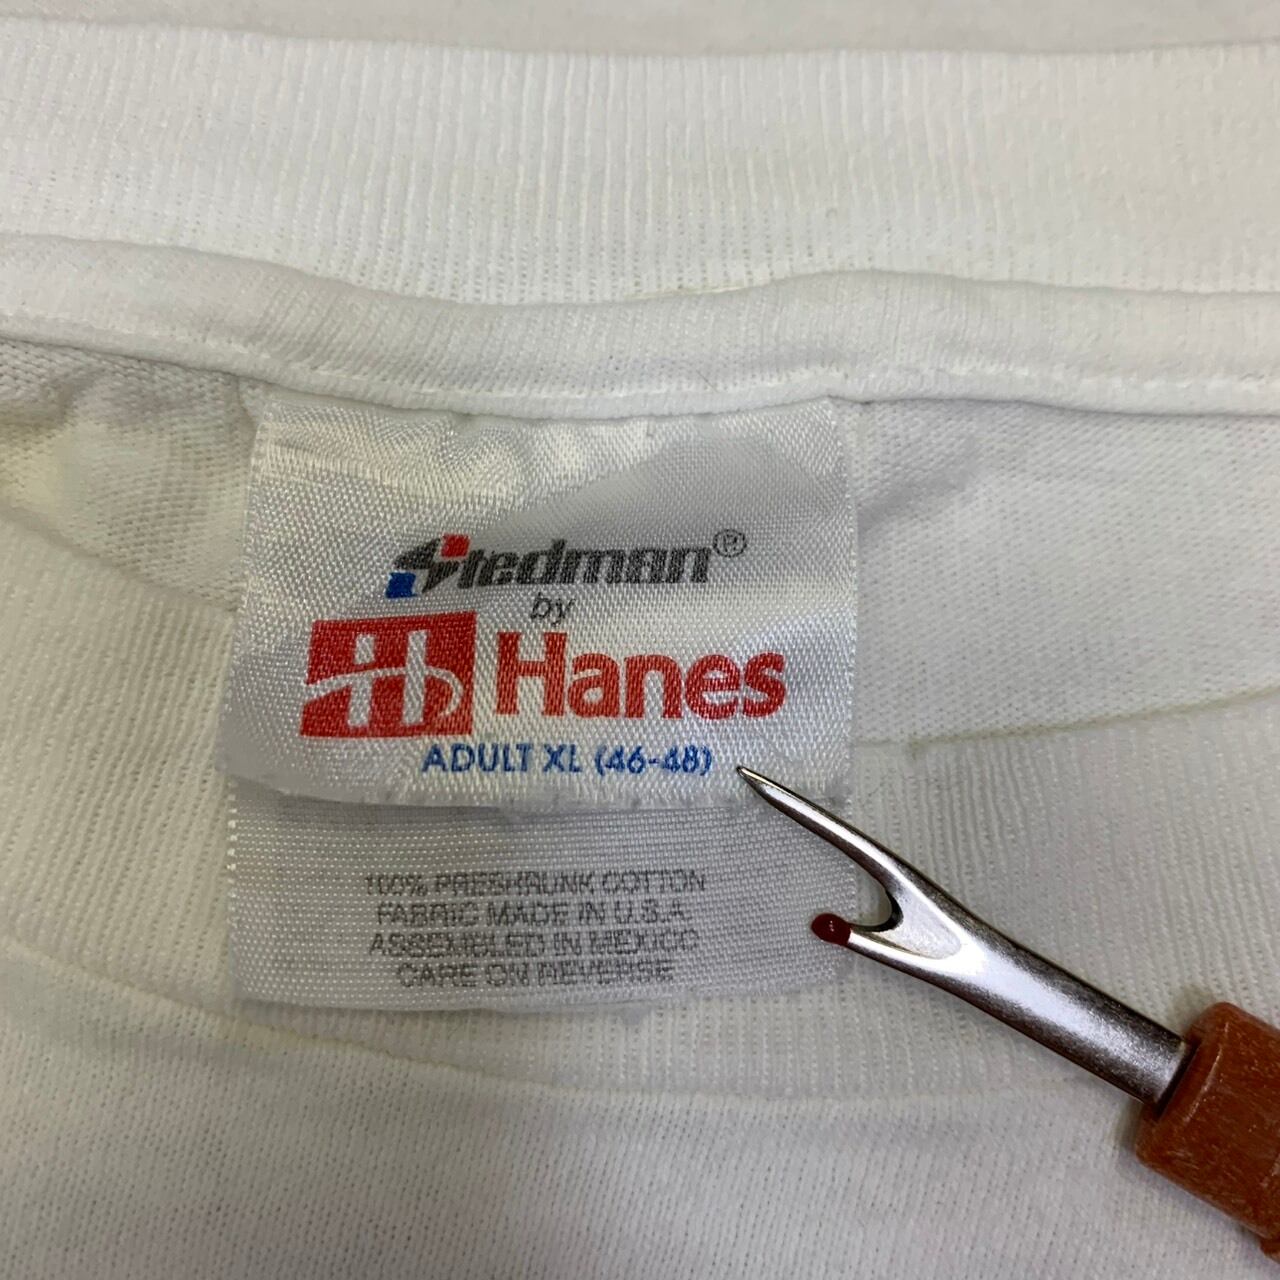 Stedman®
by
Hanes
ADULT XL (46-48)
100% PRESHRUNK COTTON
FABRIC MADE IN U.S.A.
ASSEMBLED IN MEXICO
CARE ON REVERSE